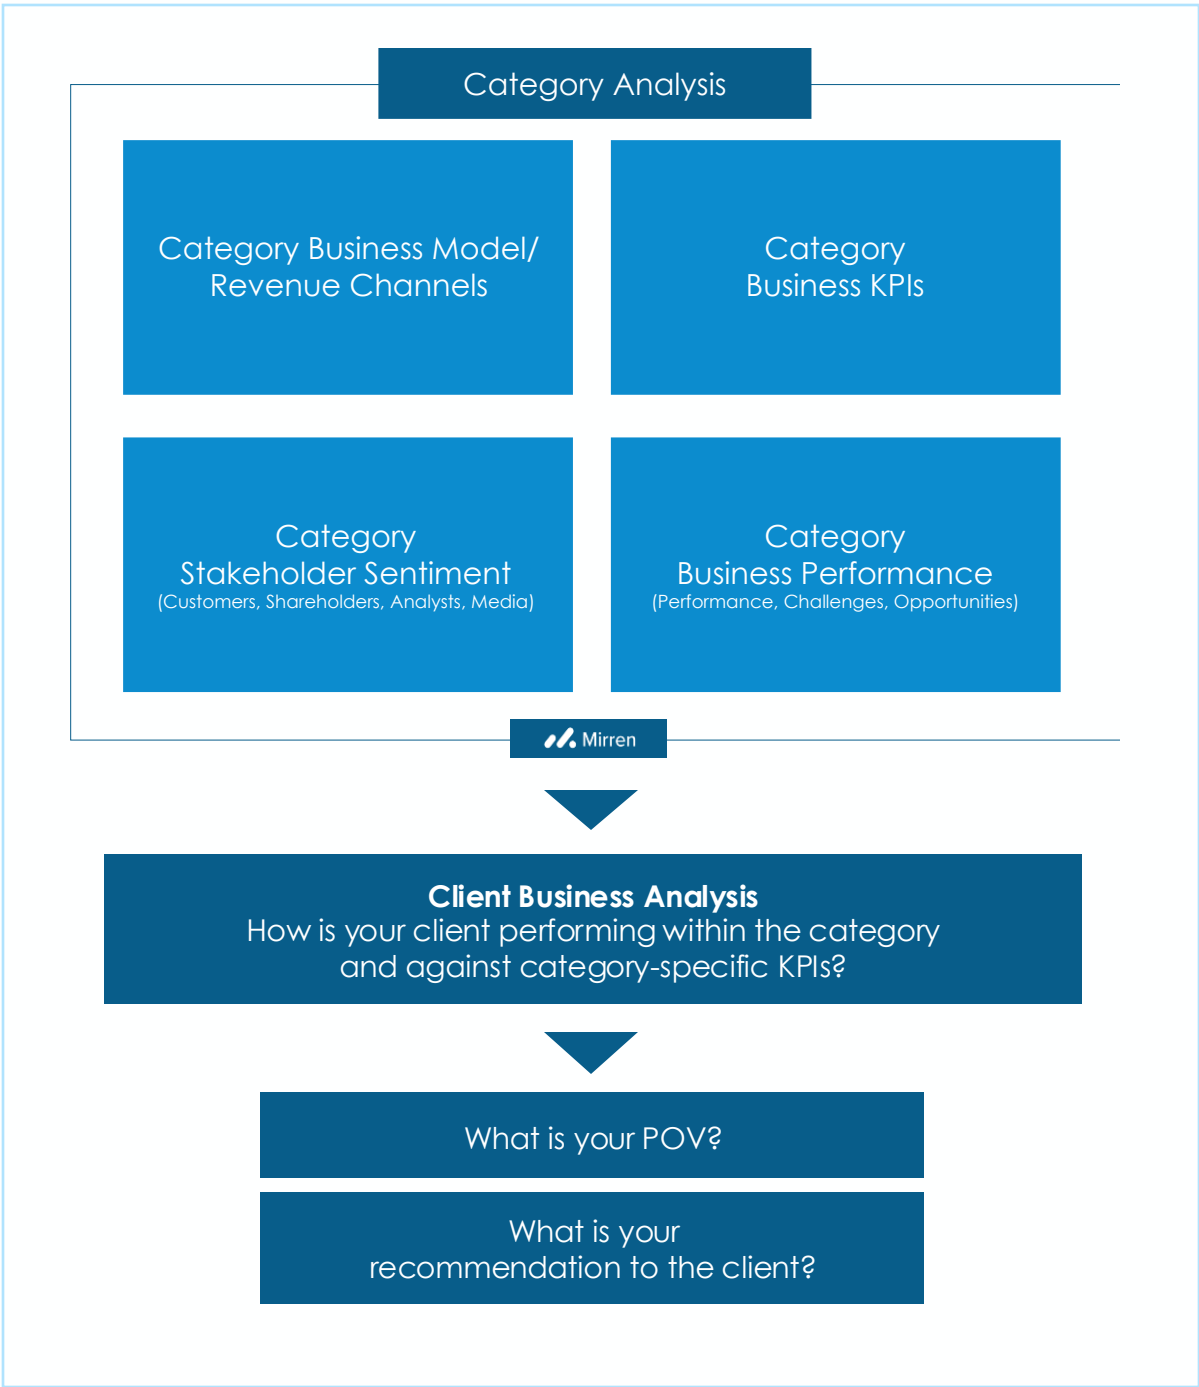 Category Analysis
Category Business Model/
Revenue Channels
Category
Business KPIs
Category
Stakeholder Sentiment
(Customers, Shareholders, Analysts, Media)
Category
Business Performance
(Performance, Challenges, Opportunities)
Mirren
Client Business Analysis
How is your client performing within the category
and against category-specific KPIs?
What is your POV?
What is your
recommendation to the client?